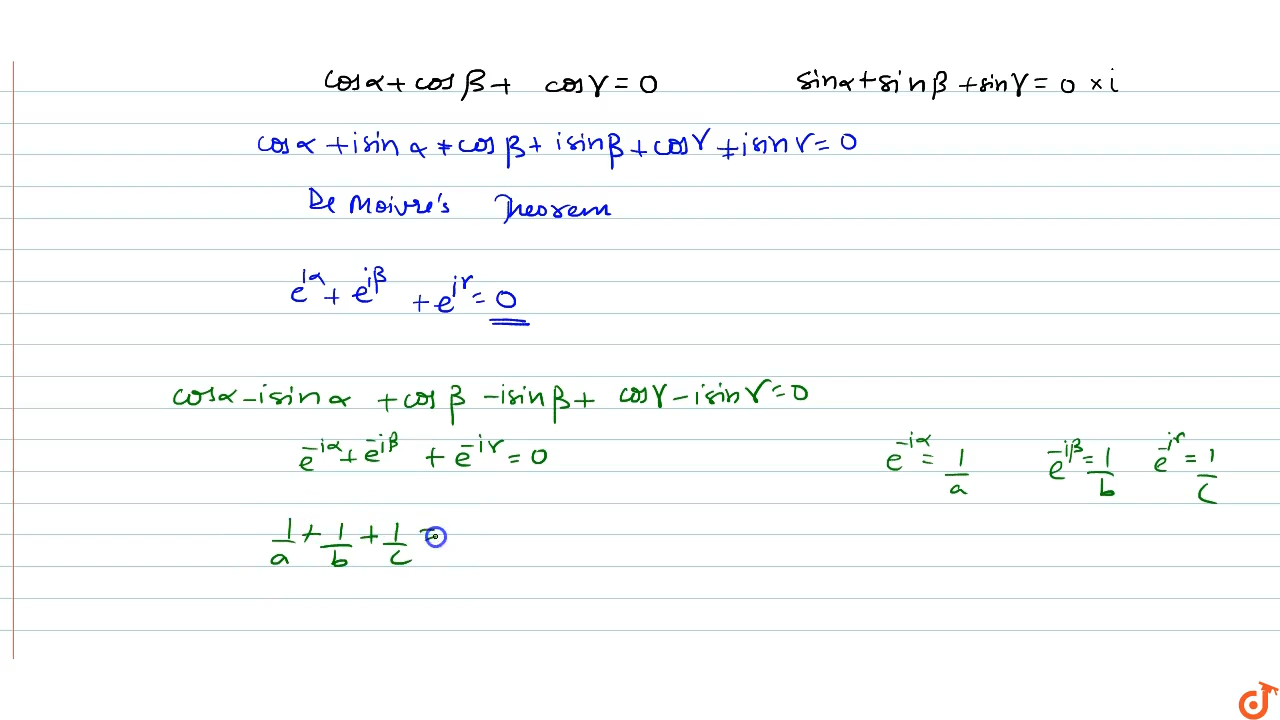 cosα + cosβ + cosγ = 0 sinα + sinβ + sinγ = 0 × i
cosα + isinα + cosβ + isinβ + cosγ + isinγ = 0
De Moivre's Theorem
e^iα + e^iβ + e^iγ = 0
cosα - isinα + cosβ - isinβ + cosγ - isinγ = 0
e^-iα + e^-iβ + e^-iγ = 0 e^-iα = 1/a e^-iβ = 1/b e^-iγ = 1/c
1/a + 1/b + 1/c =